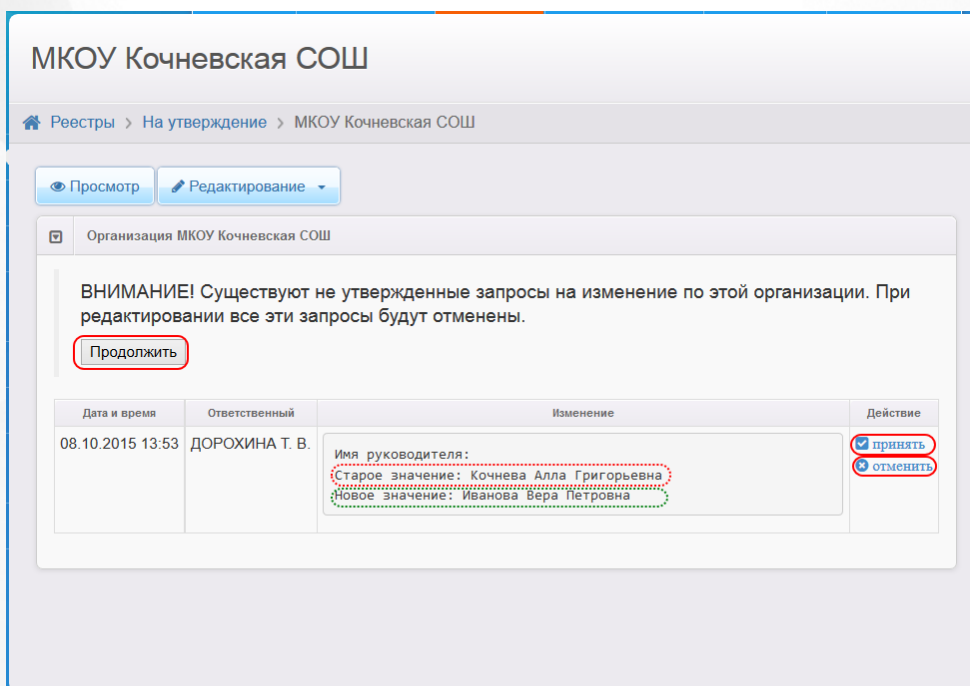 МКОУ Кочневская СОШ
Реестры > На утверждение > МКОУ Кочневская СОШ
Просмотр Редактирование
Организация МКОУ Кочневская СОШ
ВНИМАНИЕ! Существуют не утвержденные запросы на изменение по этой организации. При
редактировании все эти запросы будут отменены.
Продолжить
Дата и время Ответственный Изменение Действие
08.10.2015 13:53 ДОРОХИНА Т. В. принять
Имя руководителя:
отменить
Старое значение: Кочнева Алла Григорьевна
Новое значение: Иванова Вера Петровна